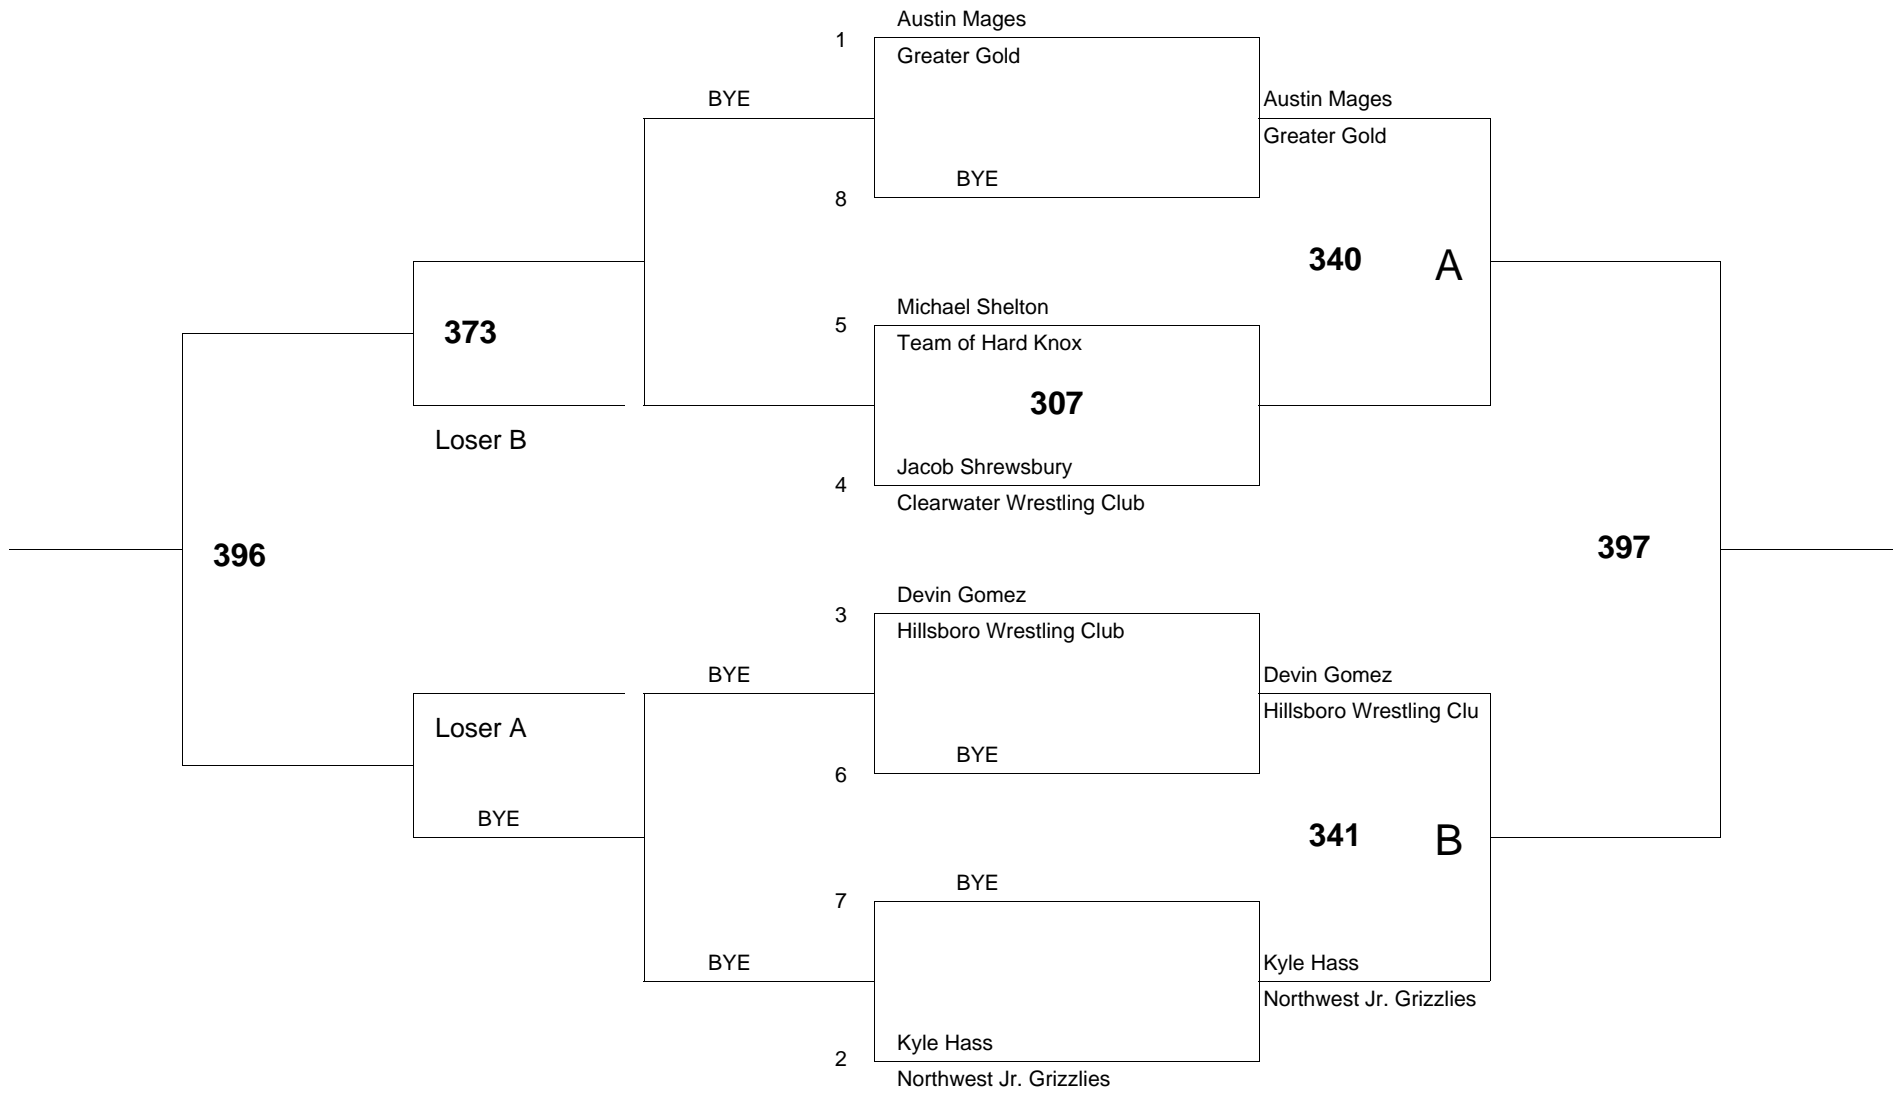 Austin Mages
1
Greater Gold
BYE
Austin Mages
Greater Gold
BYE
8
340
A
Michael Shelton
5
Team of Hard Knox
373
307
Loser B
Jacob Shrewsbury
4
Clearwater Wrestling Club
396
397
Devin Gomez
3
Hillsboro Wrestling Club
BYE
Devin Gomez
Hillsboro Wrestling Clu
Loser A
BYE
6
BYE
341
B
BYE
7
BYE
Kyle Hass
Northwest Jr. Grizzlies
Kyle Hass
2
Northwest Jr. Grizzlies